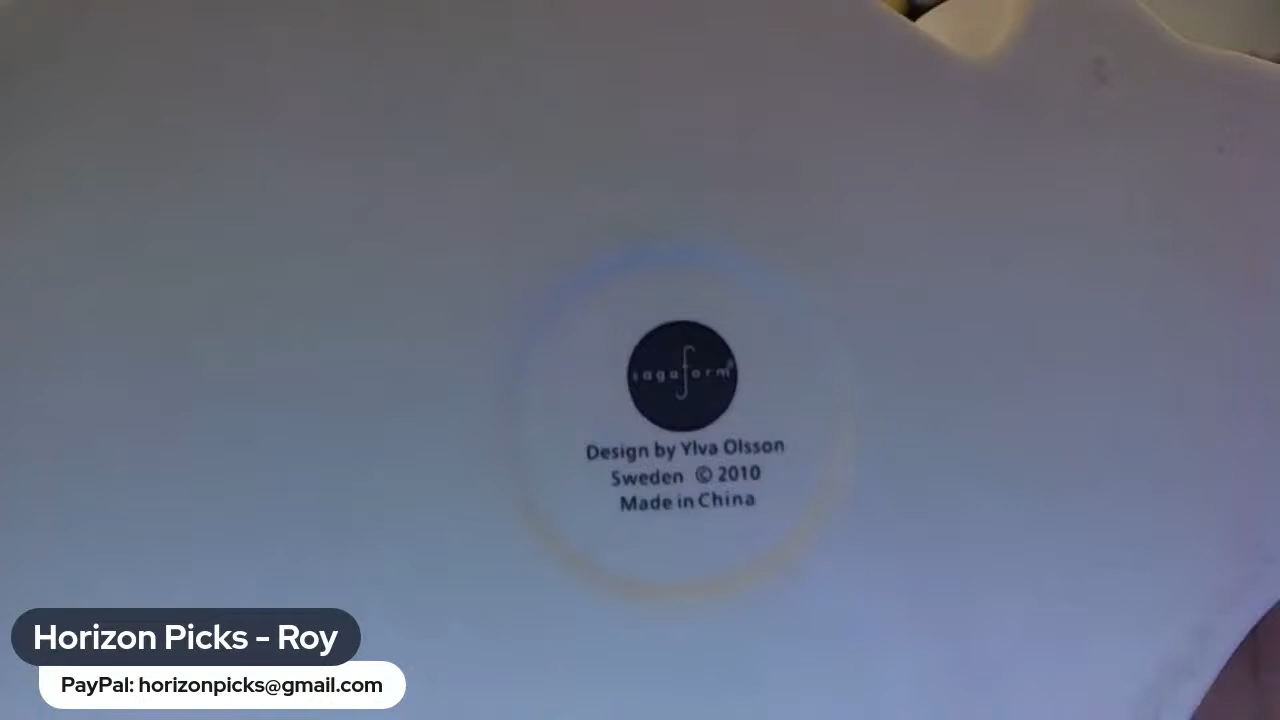 sagaform®
Design by Ylva Olsson
Sweden © 2010
Made in China
Horizon Picks - Roy
PayPal: horizonpicks@gmail.com